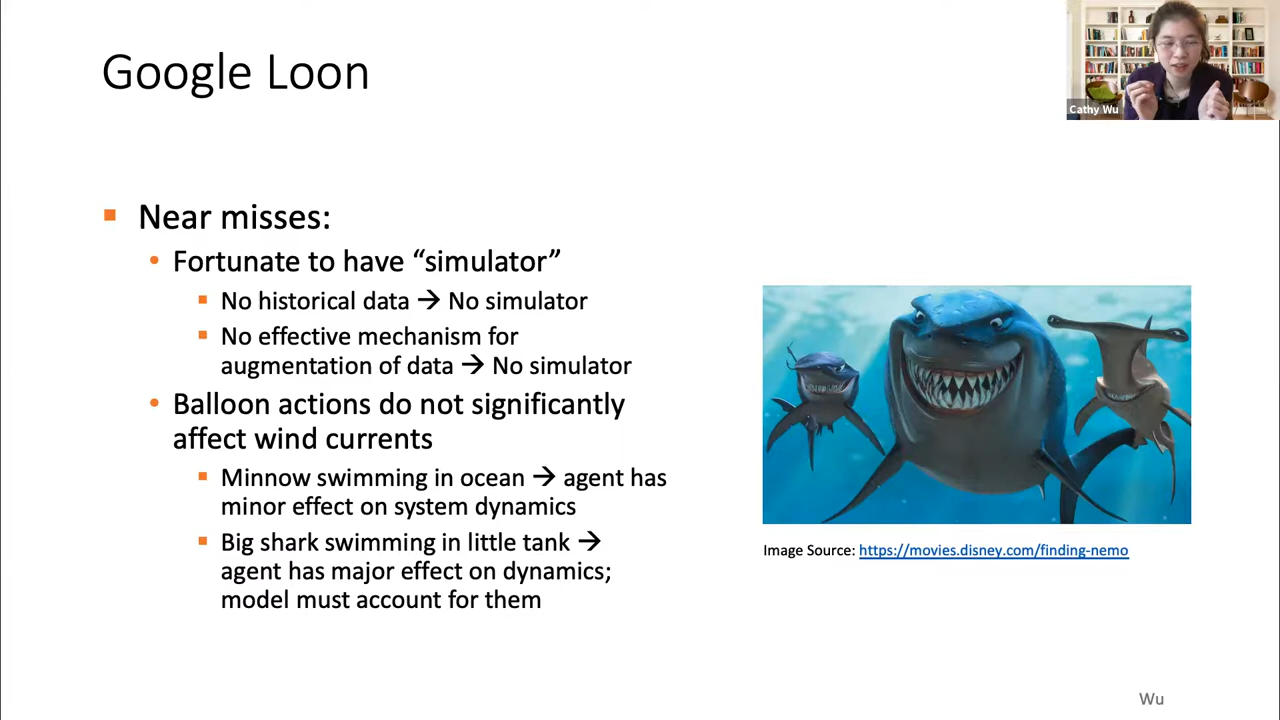 Google Loon
Cathy Wu
▪ Near misses:
• Fortunate to have “simulator”
▪ No historical data → No simulator
▪ No effective mechanism for
augmentation of data → No simulator
• Balloon actions do not significantly
affect wind currents
▪ Minnow swimming in ocean → agent has
minor effect on system dynamics
▪ Big shark swimming in little tank →
agent has major effect on dynamics;
model must account for them
Image Source: https://movies.disney.com/finding-nemo
Wu